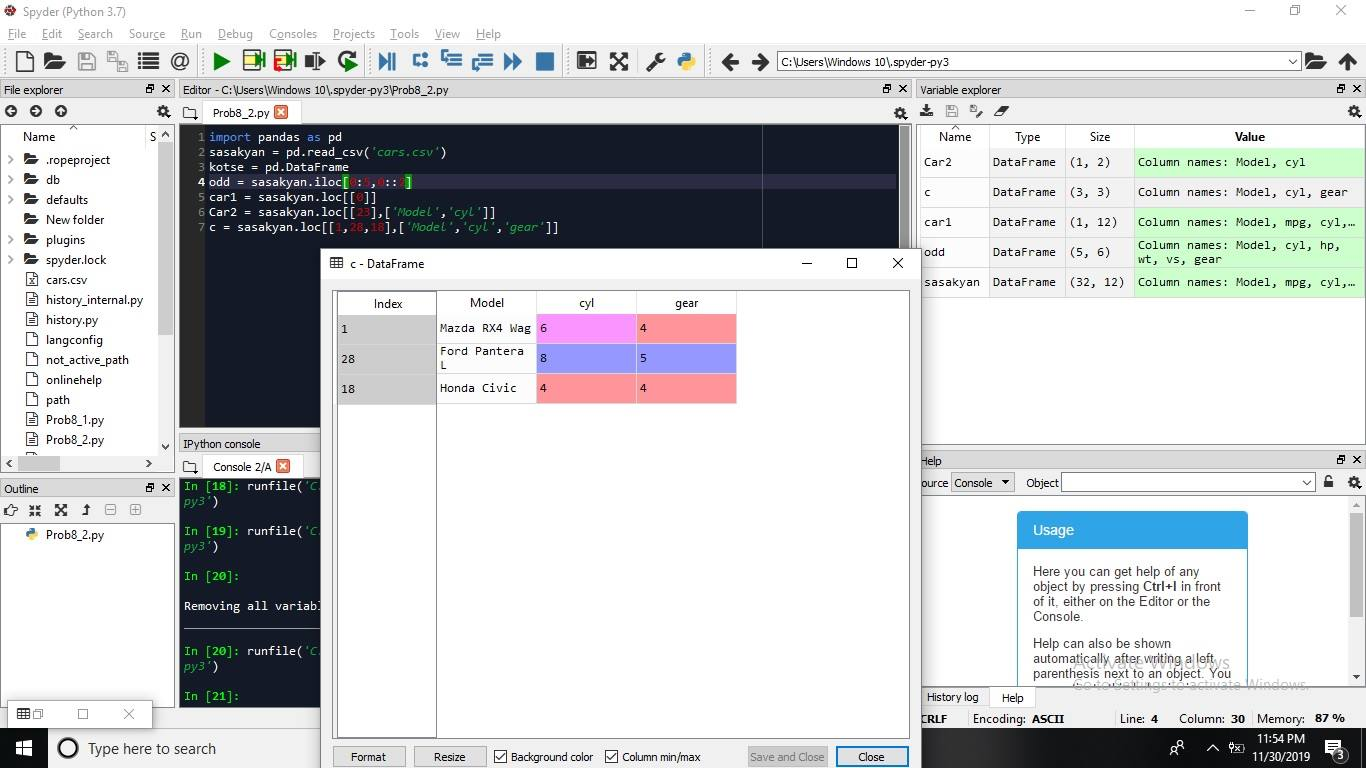 Spyder (Python 3.7)
File Edit Search Source Run Debug Consoles Projects Tools View Help
C:\Users\Windows 10\.spyder-py3
File explorer
Name S
.ropeproject
db
defaults
New folder
plugins
spyder.lock
cars.csv
history_internal.py
history.py
langconfig
not_active_path
onlinehelp
path
Prob8_1.py
Prob8_2.py
Outline
Prob8_2.py
Editor - C:\Users\Windows 10\.spyder-py3\Prob8_2.py
Prob8_2.py
1 import pandas as pd
2 sasakyan = pd.read_csv('cars.csv')
3 kotse = pd.DataFrame
4 odd = sasakyan.iloc[0:5,0::2]
5 car1 = sasakyan.loc[[0]]
6 Car2 = sasakyan.loc[[23],['Model','cyl']]
7 c = sasakyan.loc[[1,28,18],['Model','cyl','gear']]
IPython console
Console 2/A
In [18]: runfile('C:
py3')
In [19]: runfile('C
py3')
In [20]:
Removing all variabl
In [20]: runfile('C
py3')
In [21]:
c - DataFrame
Index Model cyl gear
1 Mazda RX4 Wag 6 4
28 Ford Pantera L 8 5
18 Honda Civic 4 4
Format Resize Background color Column min/max Save and Close Close
Variable explorer
Name Type Size Value
Car2 DataFrame (1, 2) Column names: Model, cyl
c DataFrame (3, 3) Column names: Model, cyl, gear
car1 DataFrame (1, 12) Column names: Model, mpg, cyl,…
odd DataFrame (5, 6) Column names: Model, cyl, hp,
wt, vs, gear
sasakyan DataFrame (32, 12) Column names: Model, mpg, cyl,…
Help
ource Console Object
Usage
Here you can get help of any
object by pressing Ctrl+I in front
of it, either on the Editor or the
Console.
Help can also be shown
automatically after writing a left
parenthesis next to an object. You
Activate Windows
Go to Settings to activate Windows.
History log Help
CRLF Encoding: ASCII Line: 4 Column: 30 Memory: 87 %
Type here to search
11:54 PM
11/30/2019
3